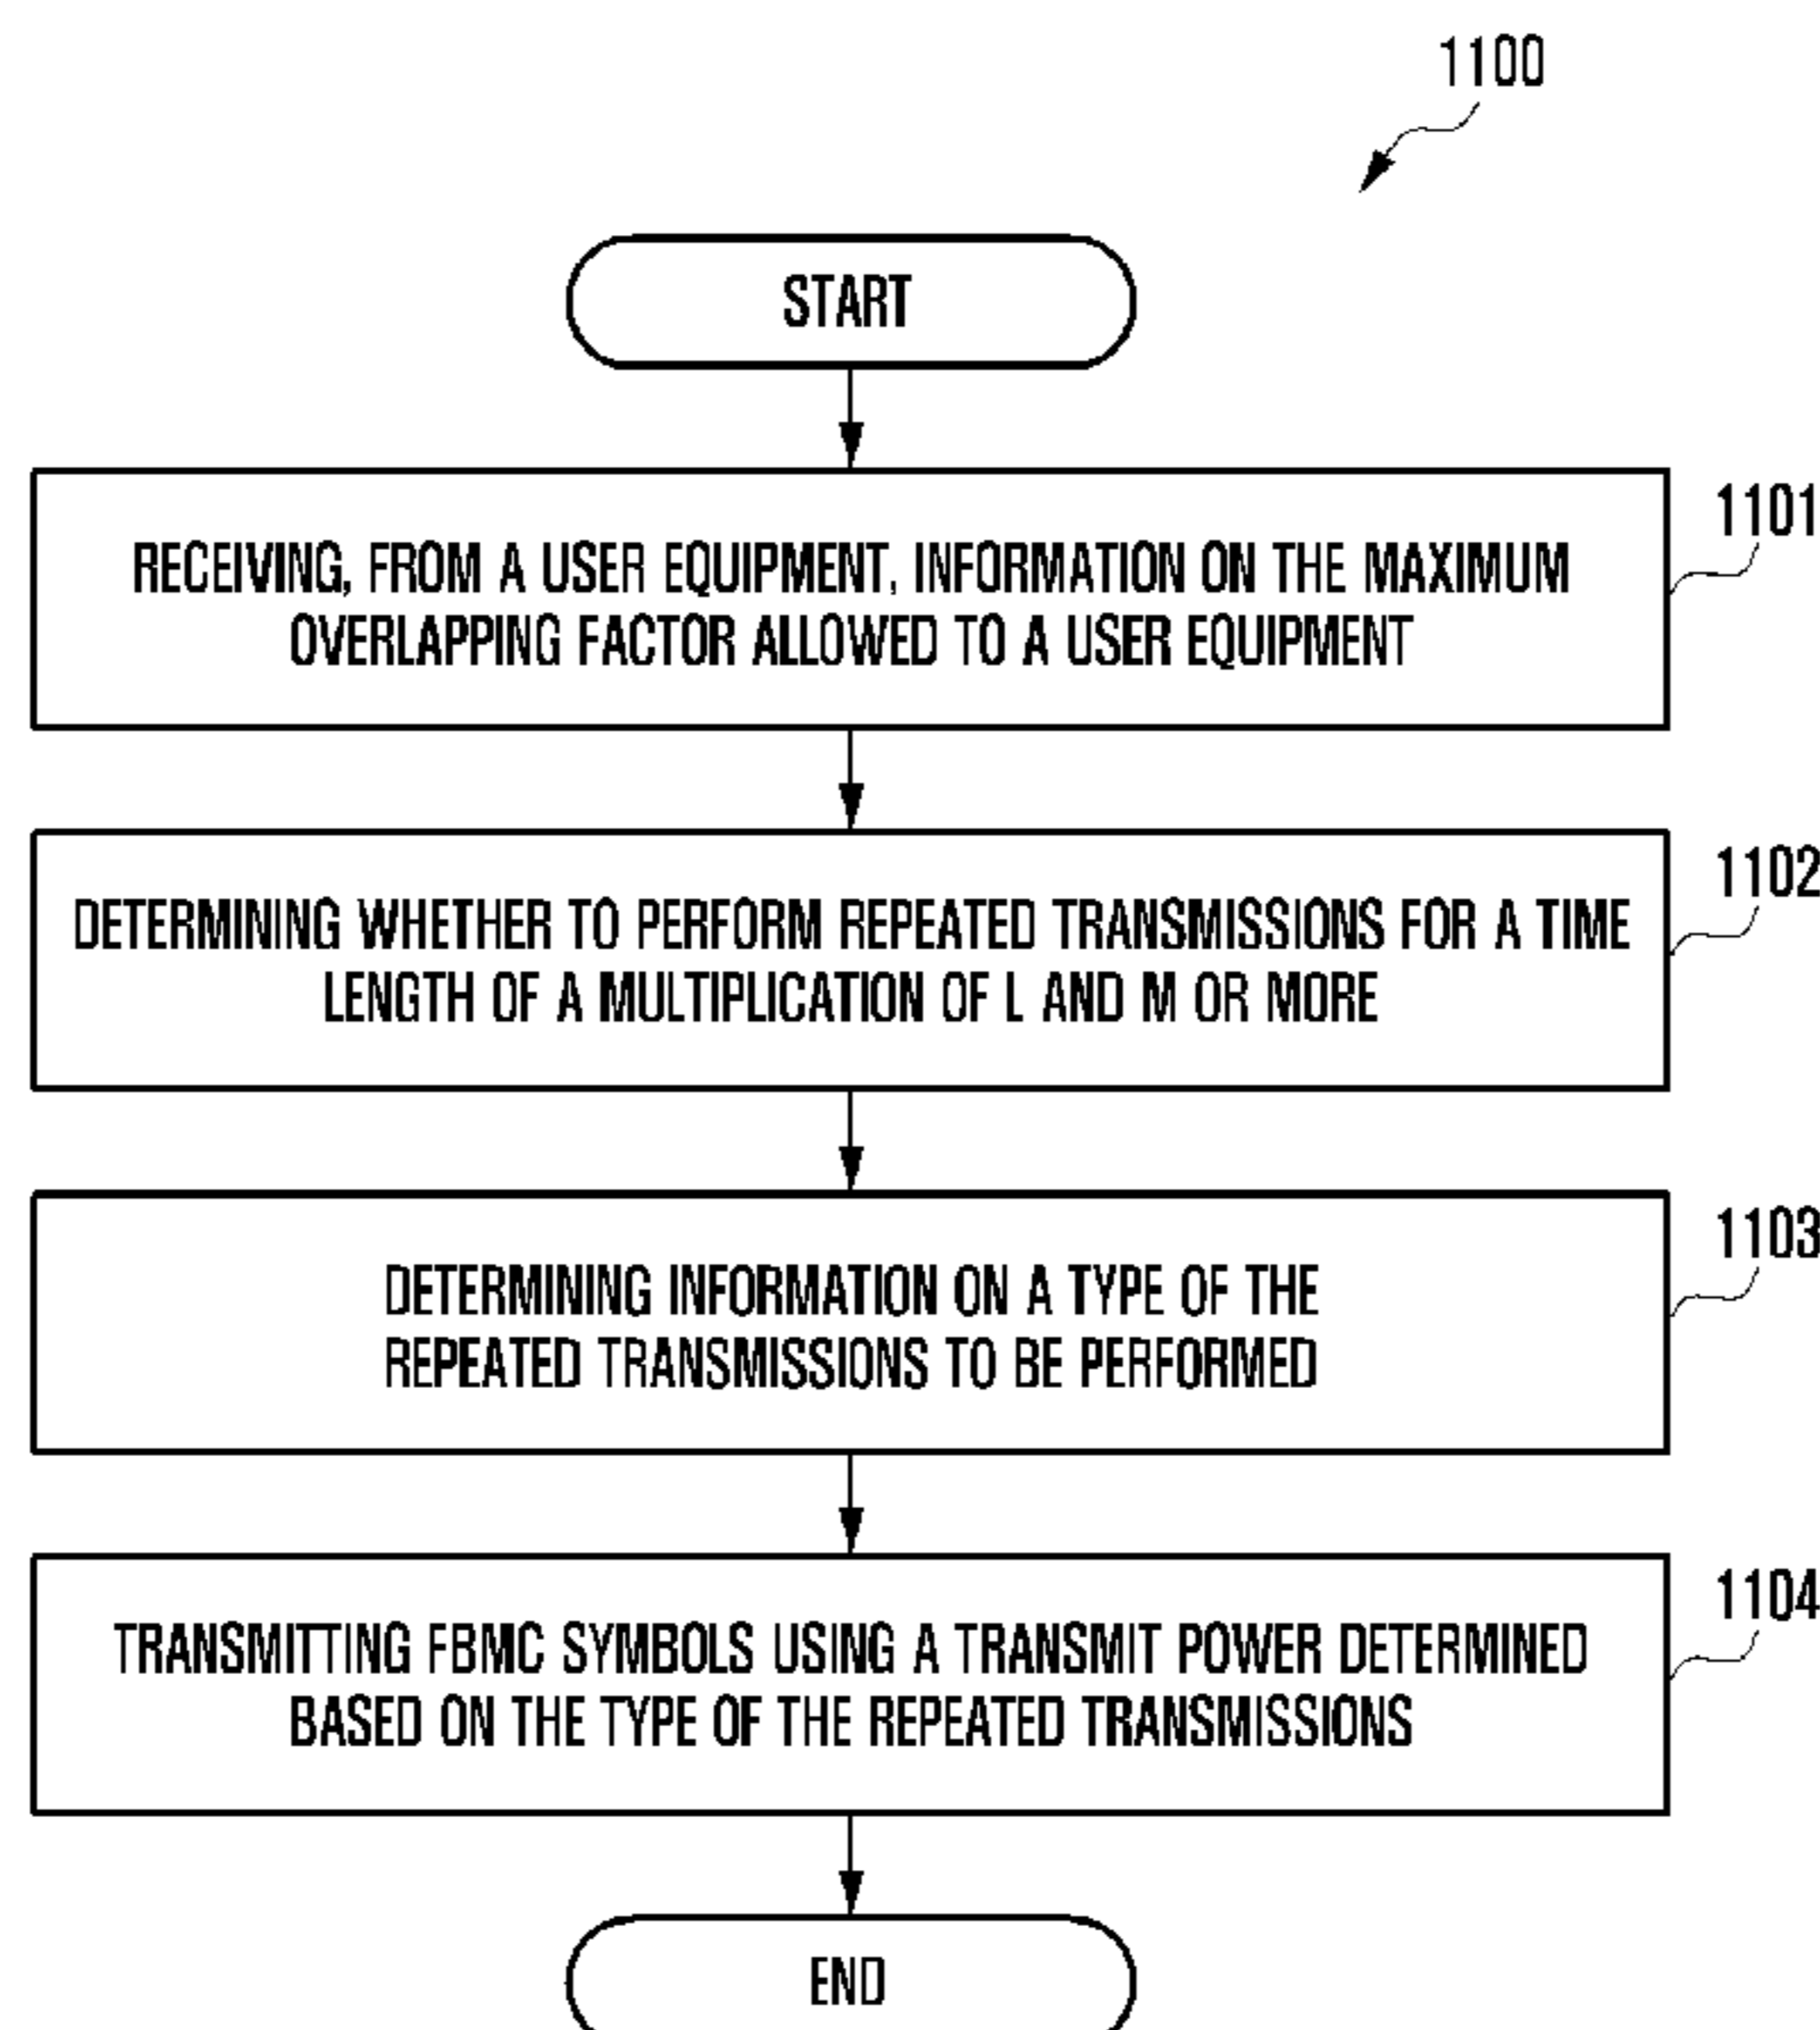 1100
START
1101
RECEIVING, FROM A USER EQUIPMENT, INFORMATION ON THE MAXIMUM
OVERLAPPING FACTOR ALLOWED TO A USER EQUIPMENT
1102
DETERMINING WHETHER TO PERFORM REPEATED TRANSMISSIONS FOR A TIME
LENGTH OF A MULTIPLICATION OF L AND M OR MORE
1103
DETERMINING INFORMATION ON A TYPE OF THE
REPEATED TRANSMISSIONS TO BE PERFORMED
1104
TRANSMITTING FBMC SYMBOLS USING A TRANSMIT POWER DETERMINED
BASED ON THE TYPE OF THE REPEATED TRANSMISSIONS
END